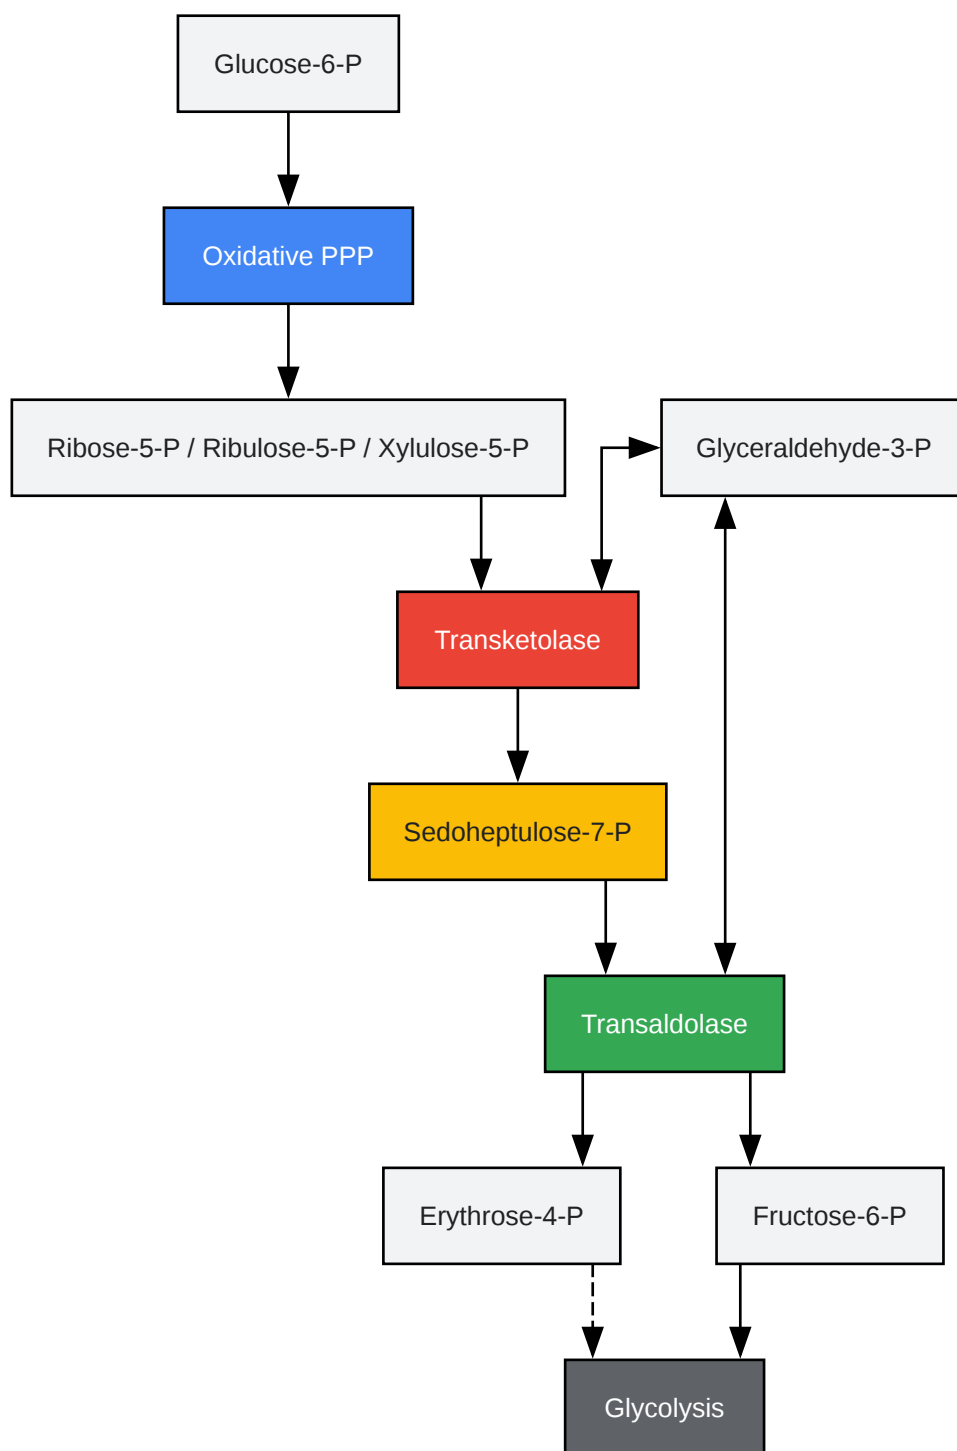 Glucose-6-P
Oxidative PPP
Ribose-5-P / Ribulose-5-P / Xylulose-5-P
Glyceraldehyde-3-P
Transketolase
Sedoheptulose-7-P
Transaldolase
Erythrose-4-P
Fructose-6-P
Glycolysis